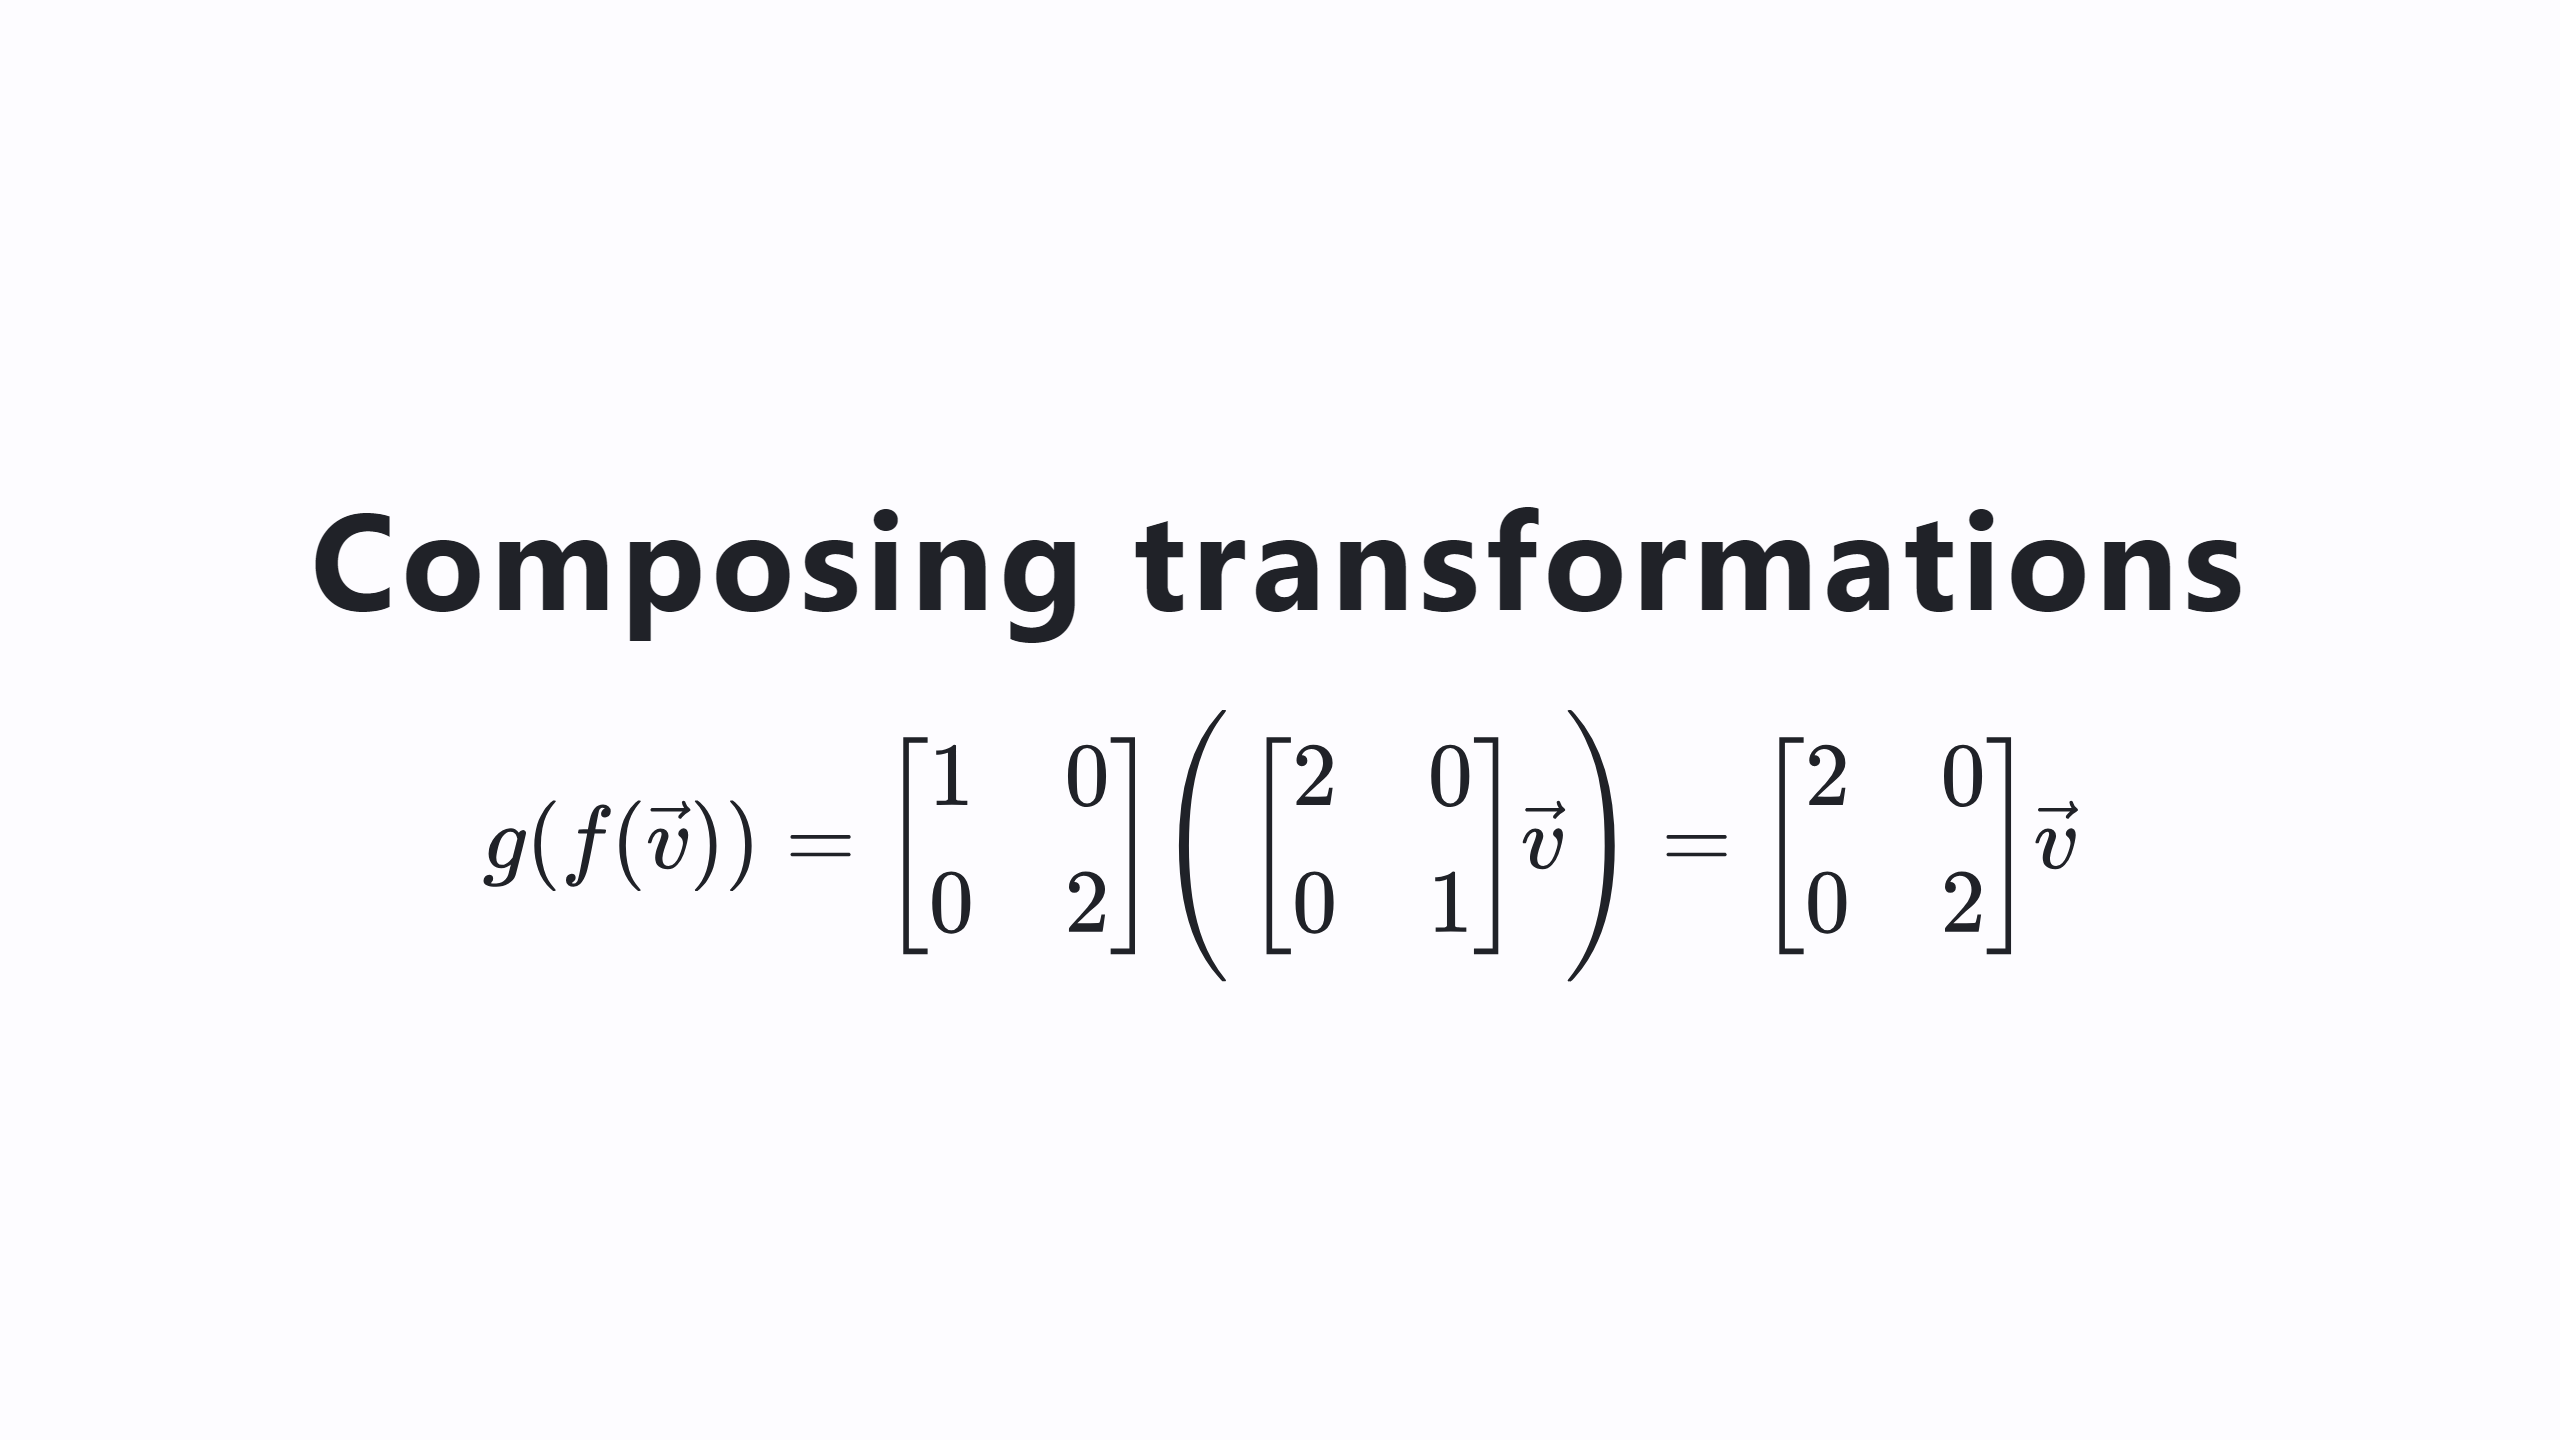 Composing transformations
g(f(v⃗)) = [1 0; 0 2] ( [2 0; 0 1] v⃗ ) = [2 0; 0 2] v⃗